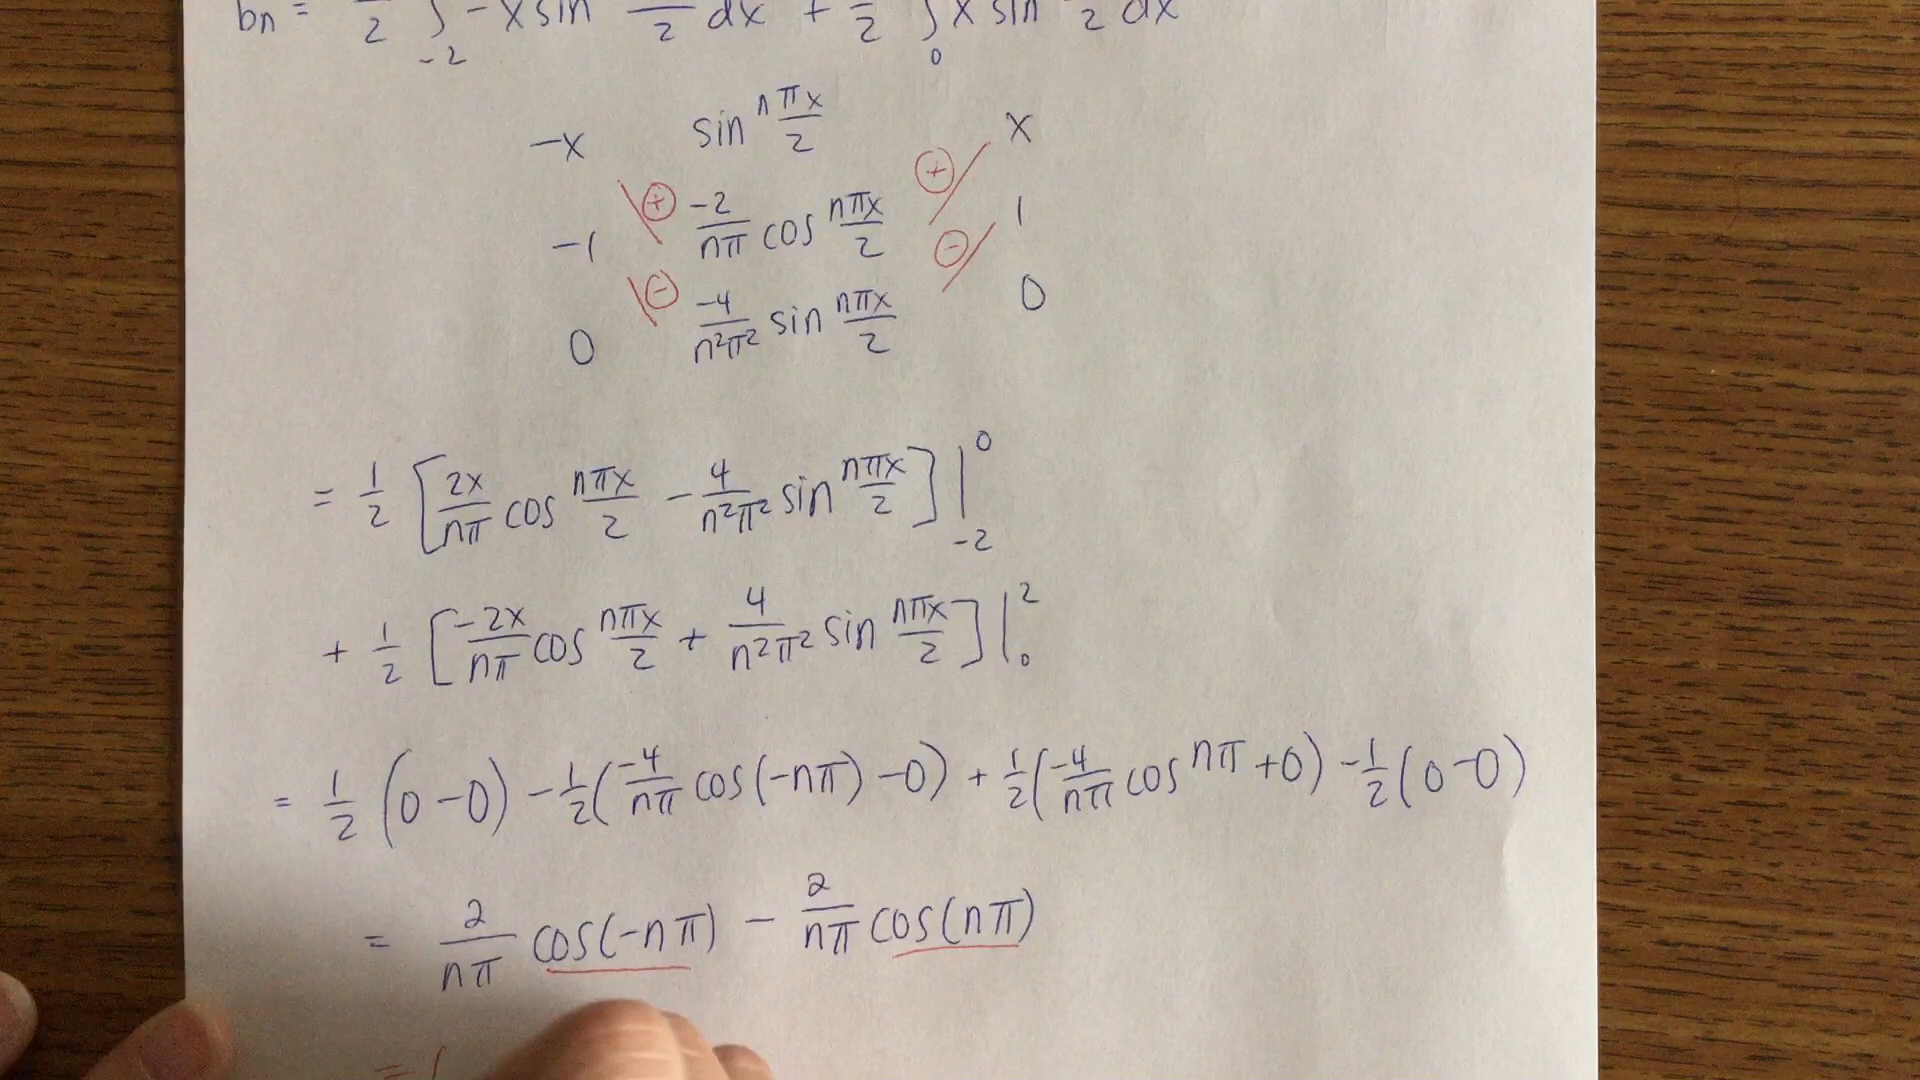 bn = 1/2 ∫_-2 -x sin /2 dx + /2 ∫_0 x sin /2 dx
-x sin nπx/2 x
⊕ ⊕
-1 -2/nπ cos nπx/2 1
⊖ ⊖
0 -4/n²π² sin nπx/2 0
= 1/2 [2x/nπ cos nπx/2 - 4/n²π² sin nπx/2] |_-2^0
+ 1/2 [-2x/nπ cos nπx/2 + 4/n²π² sin nπx/2] |_0^2
= 1/2 (0-0) - 1/2(-4/nπ cos(-nπ) - 0) + 1/2(-4/nπ cos nπ + 0) - 1/2(0-0)
= 2/nπ cos(-nπ) - 2/nπ cos(nπ)
= (